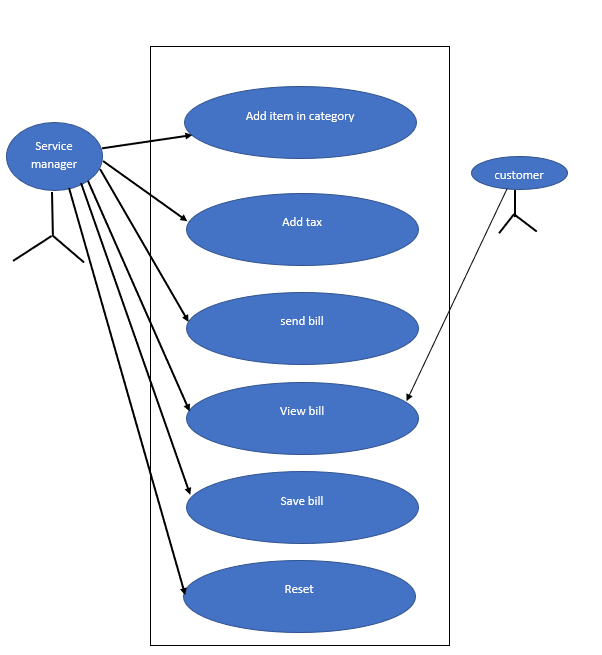 Service
manager
Add item in category
customer
Add tax
send bill
View bill
Save bill
Reset